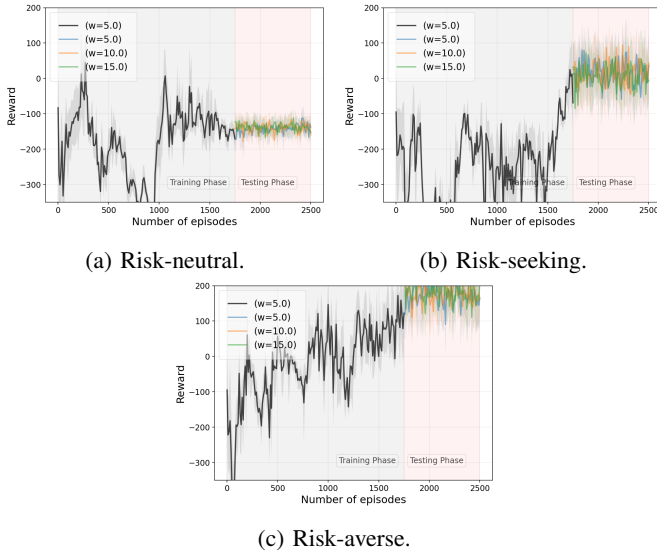 200
100
0
−100
−200
−300
Reward
(w=5.0)
(w=5.0)
(w=10.0)
(w=15.0)
Training Phase
Testing Phase
0
500
1000
1500
2000
2500
Number of episodes
(a) Risk-neutral.
200
100
0
−100
−200
−300
Reward
(w=5.0)
(w=5.0)
(w=10.0)
(w=15.0)
Training Phase
Testing Phase
0
500
1000
1500
2000
2500
Number of episodes
(b) Risk-seeking.
200
100
0
−100
−200
−300
Reward
(w=5.0)
(w=5.0)
(w=10.0)
(w=15.0)
Training Phase
Testing Phase
0
500
1000
1500
2000
2500
Number of episodes
(c) Risk-averse.